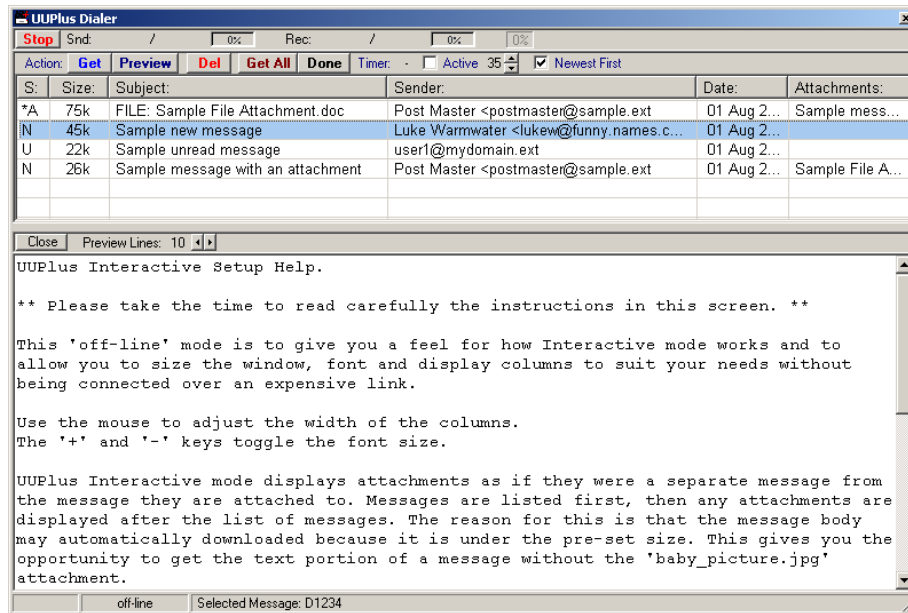 UUPlus Dialer
Stop Snd: / 0% Rec: / 0% 0%
Action: Get Preview Del Get All Done Timer: - Active 35 Newest First
S: Size: Subject: Sender: Date: Attachments:
*A 75k FILE: Sample File Attachment.doc Post Master <postmaster@sample.ext 01 Aug 2... Sample mess...
N 45k Sample new message Luke Warmwater <lukew@funny.names.c... 01 Aug 2...
U 22k Sample unread message user1@mydomain.ext 01 Aug 2...
N 26k Sample message with an attachment Post Master <postmaster@sample.ext 01 Aug 2... Sample File A...
Close Preview Lines: 10
UUPlus Interactive Setup Help.
** Please take the time to read carefully the instructions in this screen. **
This 'off-line' mode is to give you a feel for how Interactive mode works and to
allow you to size the window, font and display columns to suit your needs without
being connected over an expensive link.
Use the mouse to adjust the width of the columns.
The '+' and '-' keys toggle the font size.
UUPlus Interactive mode displays attachments as if they were a separate message from
the message they are attached to. Messages are listed first, then any attachments are
displayed after the list of messages. The reason for this is that the message body
may automatically downloaded because it is under the pre-set size. This gives you the
opportunity to get the text portion of a message without the 'baby_picture.jpg'
attachment.
off-line Selected Message: D1234